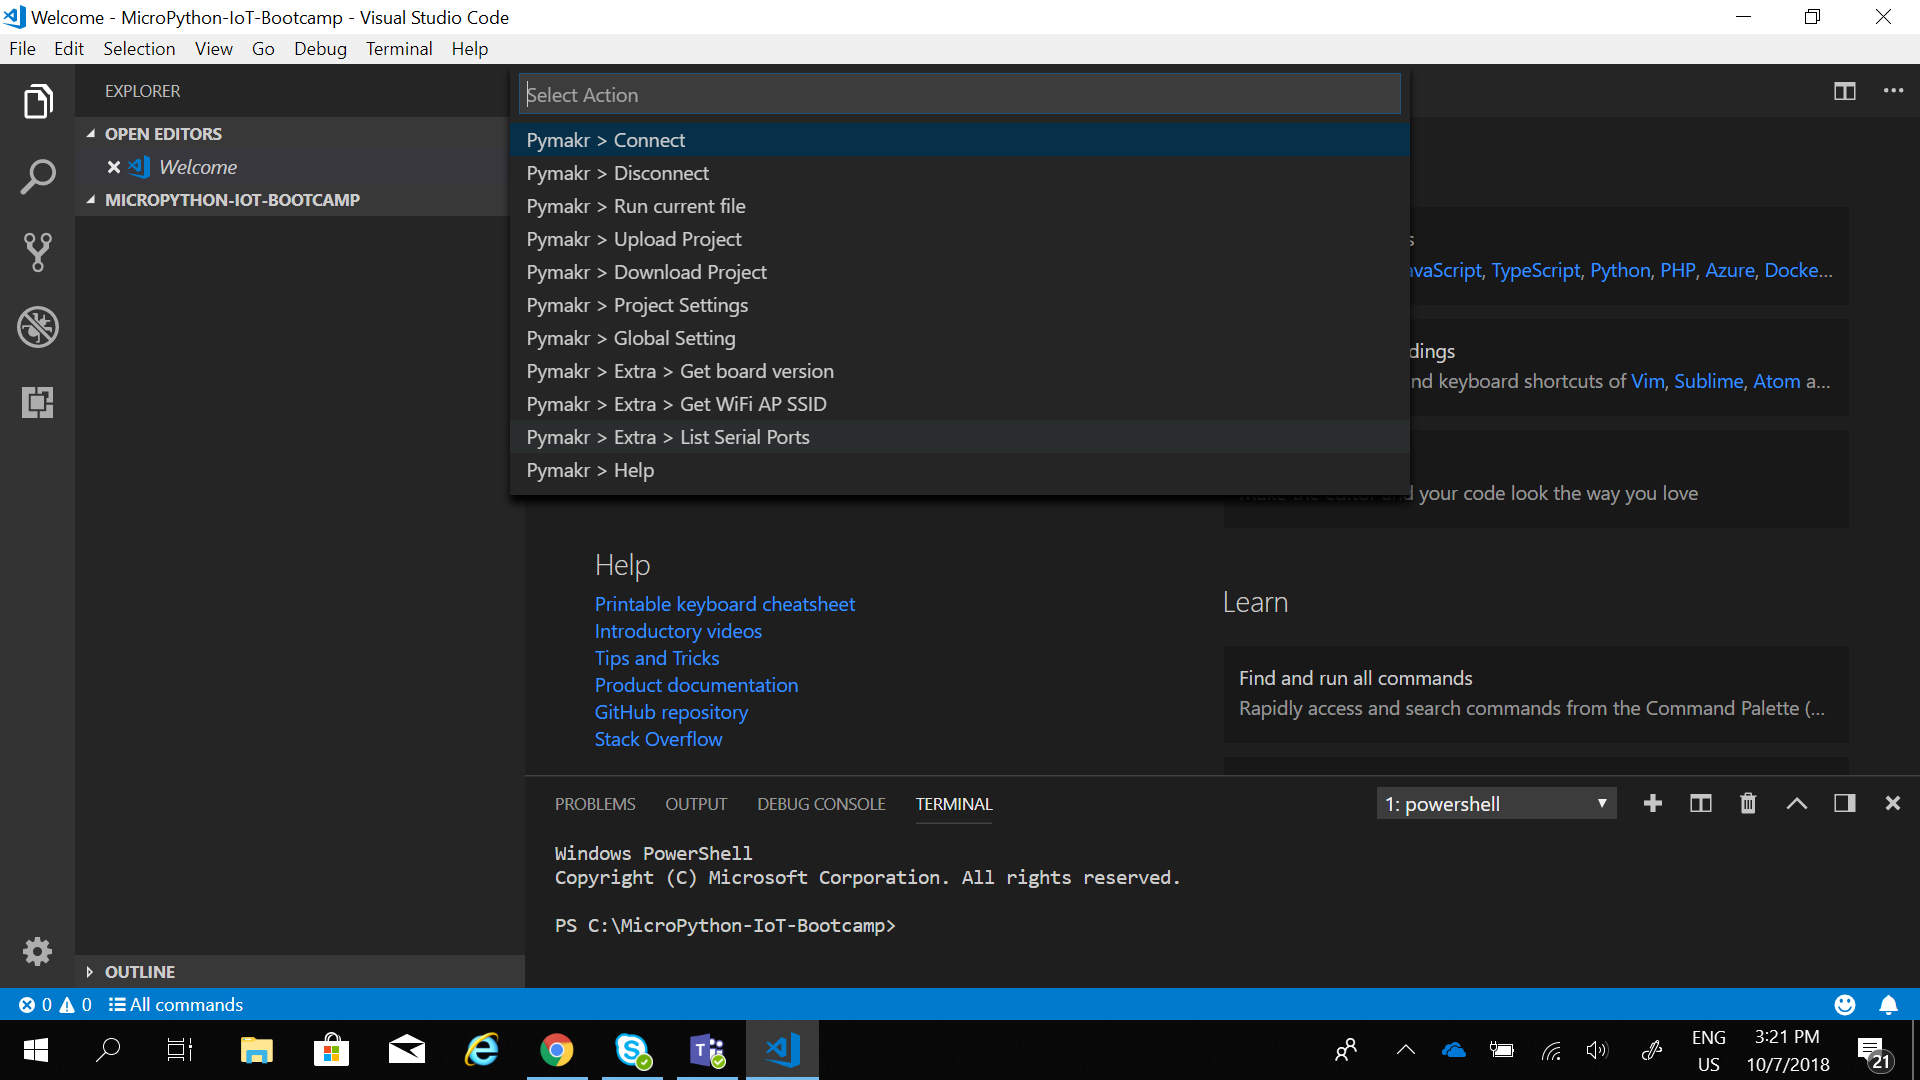 Welcome - MicroPython-IoT-Bootcamp - Visual Studio Code
File Edit Selection View Go Debug Terminal Help
EXPLORER
OPEN EDITORS
Welcome
MICROPYTHON-IOT-BOOTCAMP
OUTLINE
Select Action
Pymakr > Connect
Pymakr > Disconnect
Pymakr > Run current file
Pymakr > Upload Project
Pymakr > Download Project
Pymakr > Project Settings
Pymakr > Global Setting
Pymakr > Extra > Get board version
Pymakr > Extra > Get WiFi AP SSID
Pymakr > Extra > List Serial Ports
Pymakr > Help
s
avaScript, TypeScript, Python, PHP, Azure, Docke...
dings
nd keyboard shortcuts of Vim, Sublime, Atom a...
your code look the way you love
Help
Printable keyboard cheatsheet
Introductory videos
Tips and Tricks
Product documentation
GitHub repository
Stack Overflow
Learn
Find and run all commands
Rapidly access and search commands from the Command Palette (...
PROBLEMS OUTPUT DEBUG CONSOLE TERMINAL
1: powershell
Windows PowerShell
Copyright (C) Microsoft Corporation. All rights reserved.
PS C:\MicroPython-IoT-Bootcamp>
0 0 All commands
ENG
US
3:21 PM
10/7/2018
21